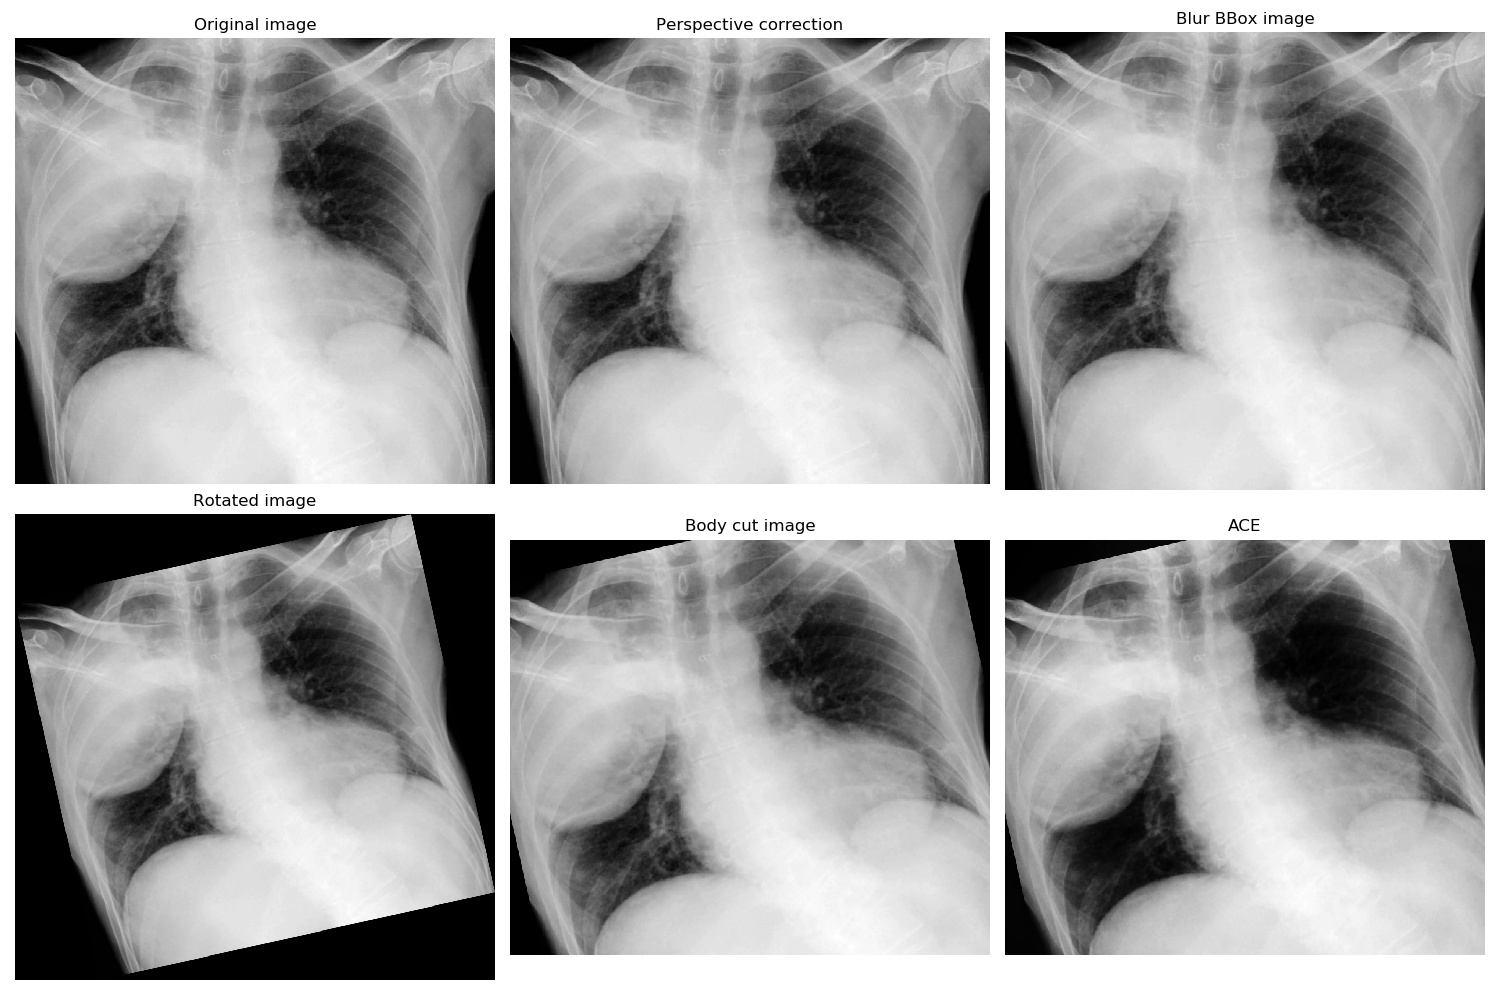 Original image
Perspective correction
Blur BBox image
Rotated image
Body cut image
ACE